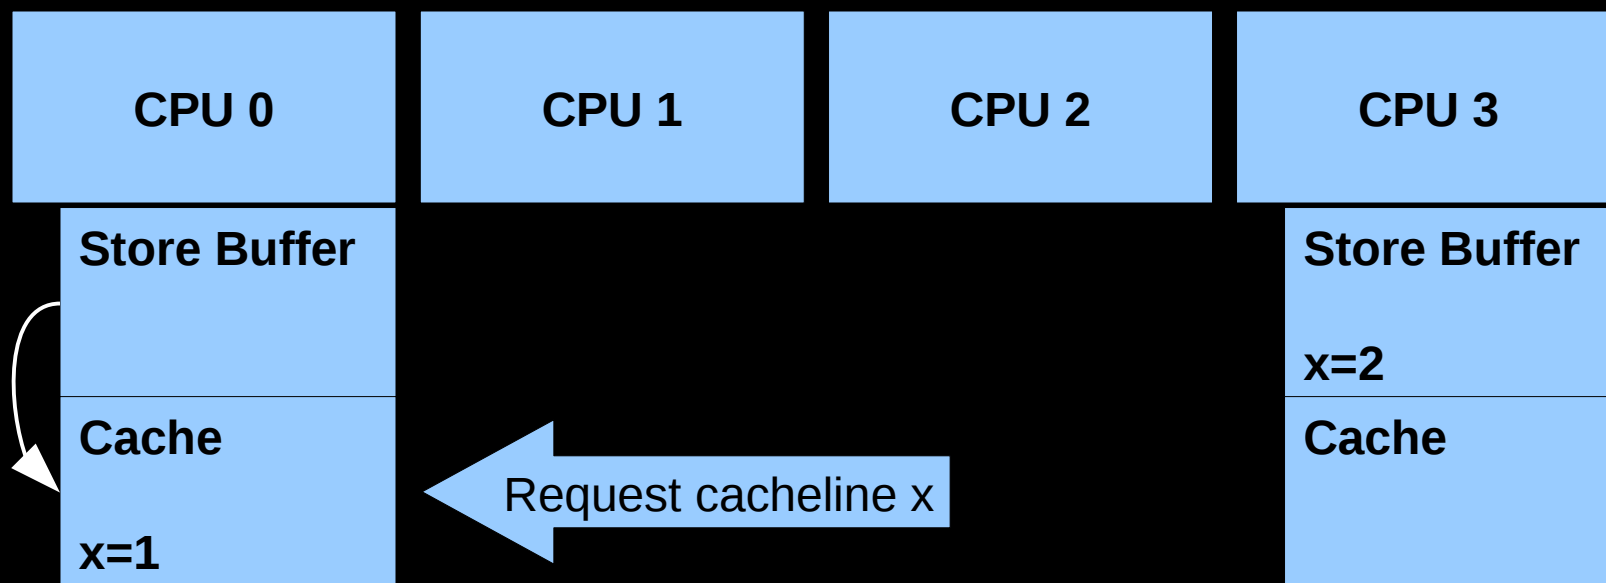 CPU 0
CPU 1
CPU 2
CPU 3
Store Buffer
Store Buffer
x=2
Cache
Request cacheline x
Cache
x=1